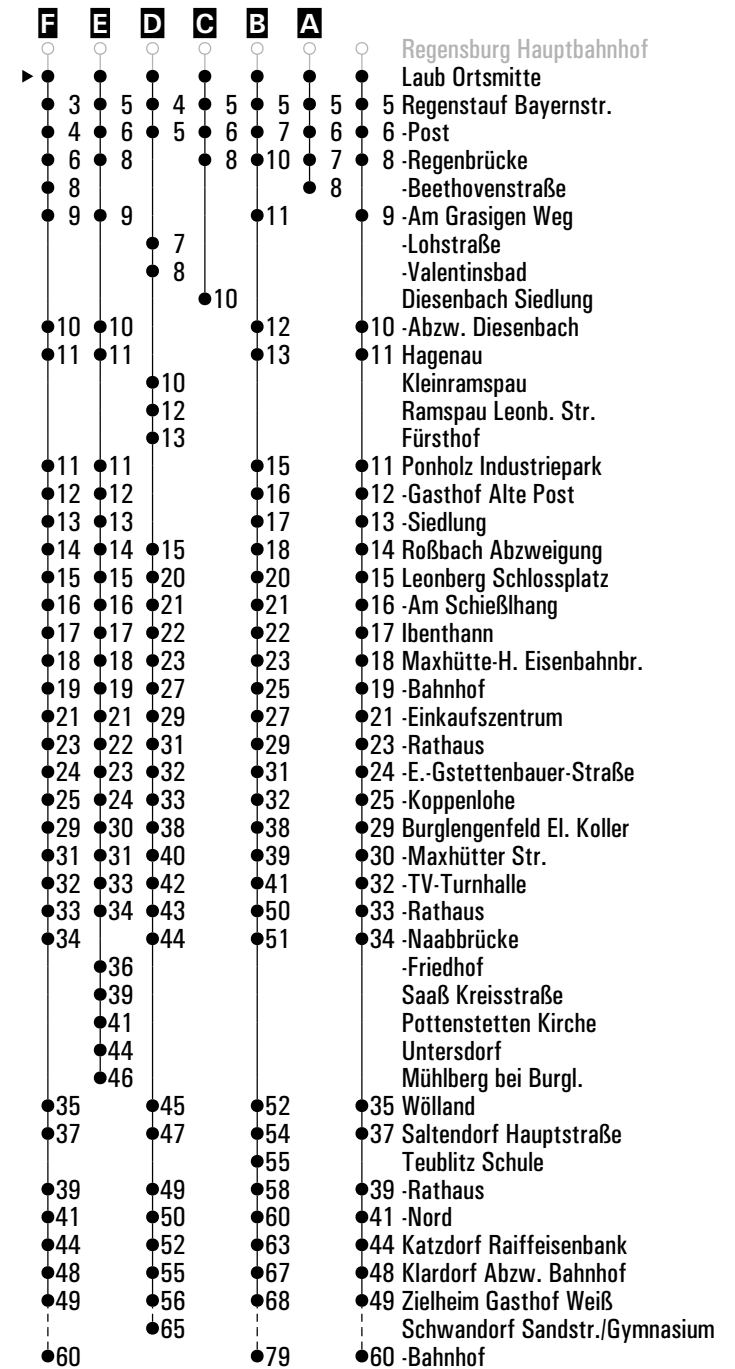 F E D C B A
Regensburg Hauptbahnhof
Laub Ortsmitte
3 5 4 5 5 5 5 Regenstauf Bayernstr.
4 6 5 6 7 6 6 -Post
6 8 8 10 7 8 -Regenbrücke
8 8 -Beethovenstraße
9 9 11 9 -Am Grasigen Weg
7 -Lohstraße
8 -Valentinsbad
10 Diesenbach Siedlung
10 10 12 10 -Abzw. Diesenbach
11 11 13 11 Hagenau
10 Kleinramspau
12 Ramspau Leonb. Str.
13 Fürsthof
11 11 15 11 Ponholz Industriepark
12 12 16 12 -Gasthof Alte Post
13 13 17 13 -Siedlung
14 14 15 18 14 Roßbach Abzweigung
15 15 20 20 15 Leonberg Schlossplatz
16 16 21 21 16 -Am Schießlhang
17 17 22 22 17 Ibenthann
18 18 23 23 18 Maxhütte-H. Eisenbahnbr.
19 19 27 25 19 -Bahnhof
21 21 29 27 21 -Einkaufszentrum
23 22 31 29 23 -Rathaus
24 23 32 31 24 -E.-Gstettenbauer-Straße
25 24 33 32 25 -Koppenlohe
29 30 38 38 29 Burglengenfeld El. Koller
31 31 40 39 30 -Maxhütter Str.
32 33 42 41 32 -TV-Turnhalle
33 34 43 50 33 -Rathaus
34 44 51 34 -Naabbrücke
36 -Friedhof
39 Saaß Kreisstraße
41 Pottenstetten Kirche
44 Untersdorf
46 Mühlberg bei Burgl.
35 45 52 35 Wölland
37 47 54 37 Saltendorf Hauptstraße
55 Teublitz Schule
39 49 58 39 -Rathaus
41 50 60 41 -Nord
44 52 63 44 Katzdorf Raiffeisenbank
48 55 67 48 Klardorf Abzw. Bahnhof
49 56 68 49 Zielheim Gasthof Weiß
65 Schwandorf Sandstr./Gymnasium
60 79 60 -Bahnhof